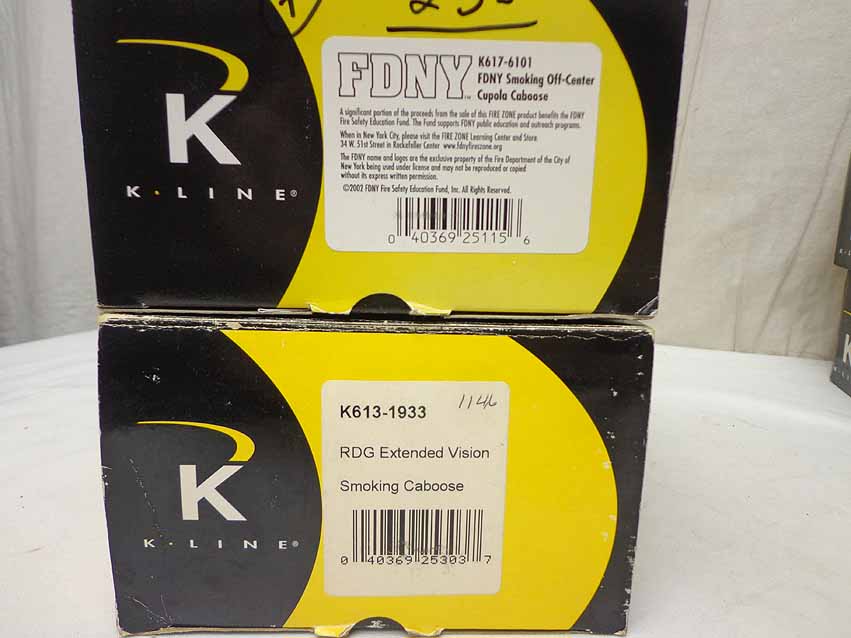 FDNY™
K617-6101
FDNY Smoking Off-Center
Cupola Caboose
A significant portion of the proceeds from the sale of this FIRE ZONE product benefits the FDNY
Fire Safety Education Fund. The Fund supports FDNY public education and outreach programs.
When in New York City, please visit the FIRE ZONE Learning Center and Store.
34 W. 51st Street in Rockefeller Center www.fdnyfirezone.org
The FDNY name and logos are the exclusive property of the Fire Department of the City of
New York being used under license and may not be reproduced or copied
without its express written permission.
©2002 FDNY Fire Safety Education Fund, Inc. All Rights Reserved.
0 40369 25115 6
K
K·LINE®
K613-1933
1146
RDG Extended Vision
Smoking Caboose
0 40369 25303 7
K
K·LINE®